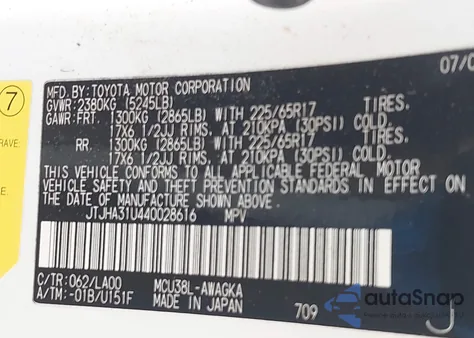 7
RAVE:
07/0
MFD.BY: TOYOTA MOTOR CORPORATION
GVWR: 2380KG (5245LB)
GAWR: FRT. 1300KG (2865LB) WITH 225/65R17 TIRES.
17X6 1/2JJ RIMS. AT 210KPA (30PSI) COLD.
RR. 1300KG (2865LB) WITH 225/65R17 TIRES.
17X6 1/2JJ RIMS. AT 210KPA (30PSI) COLD.
THIS VEHICLE CONFORMS TO ALL APPLICABLE FEDERAL MOTOR
VEHICLE SAFETY AND BUMPER STANDARDS IN EFFECT ON
THE DATE OF MANUFACTURE SHOWN ABOVE.
JTJHA31U440028616 MPV
C/TR: 062/LA00 MCU38L-AWAGKA
A/TM: -01B/U151F MADE IN JAPAN 709
J
autoSnap